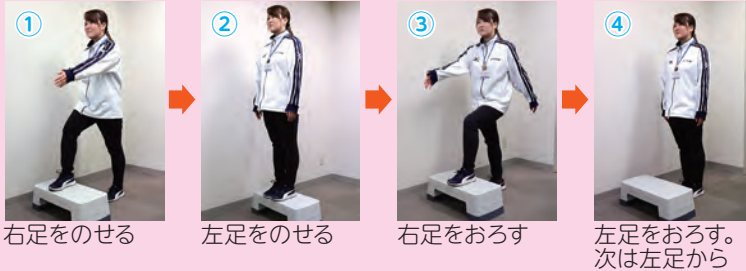 ①
②
③
④
右足をのせる
左足をのせる
右足をおろす
左足をおろす。
次は左足から